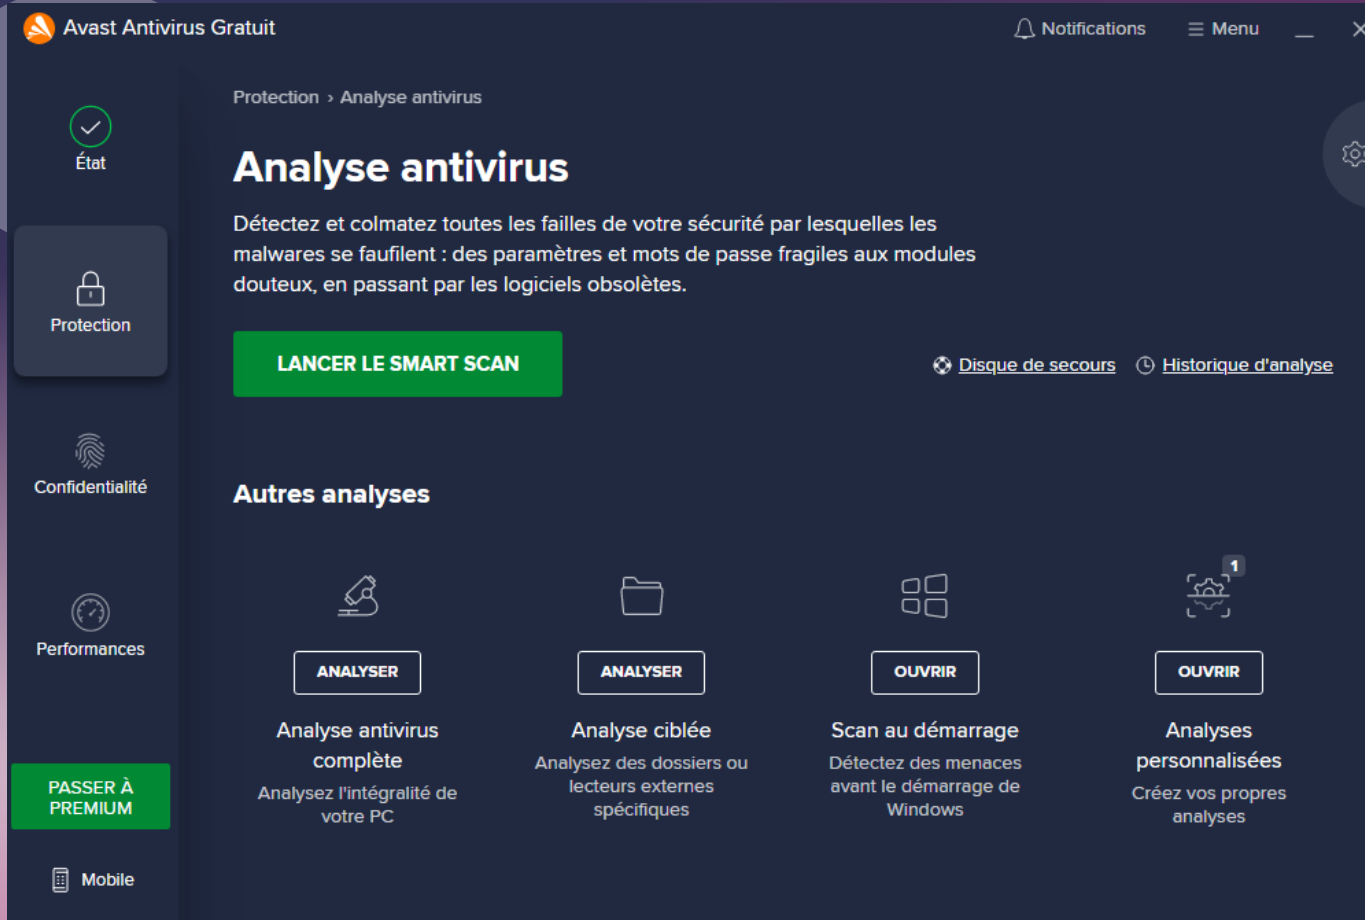 Avast Antivirus Gratuit
Notifications
Menu
Protection › Analyse antivirus
État
Analyse antivirus
Détectez et colmatez toutes les failles de votre sécurité par lesquelles les
malwares se faufilent : des paramètres et mots de passe fragiles aux modules
douteux, en passant par les logiciels obsolètes.
Protection
LANCER LE SMART SCAN
Disque de secours
Historique d'analyse
Confidentialité
Autres analyses
1
Performances
ANALYSER
ANALYSER
OUVRIR
OUVRIR
Analyse antivirus
complète
Analysez l'intégralité de
votre PC
Analyse ciblée
Analysez des dossiers ou
lecteurs externes
spécifiques
Scan au démarrage
Détectez des menaces
avant le démarrage de
Windows
Analyses
personnalisées
Créez vos propres
analyses
PASSER À
PREMIUM
Mobile